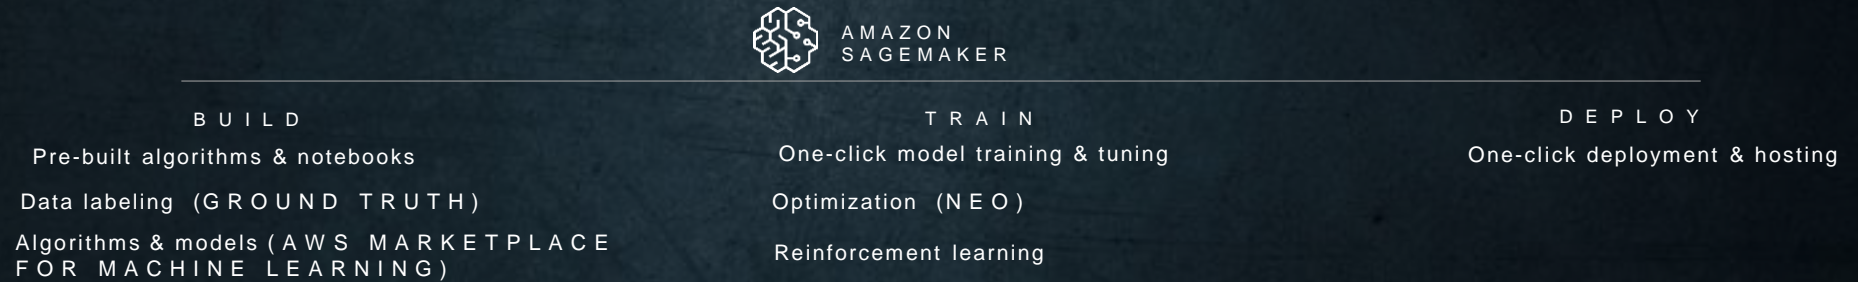 AMAZON
SAGEMAKER
BUILD
Pre-built algorithms & notebooks
Data labeling (GROUND TRUTH)
Algorithms & models (AWS MARKETPLACE
FOR MACHINE LEARNING)
TRAIN
One-click model training & tuning
Optimization (NEO)
Reinforcement learning
DEPLOY
One-click deployment & hosting